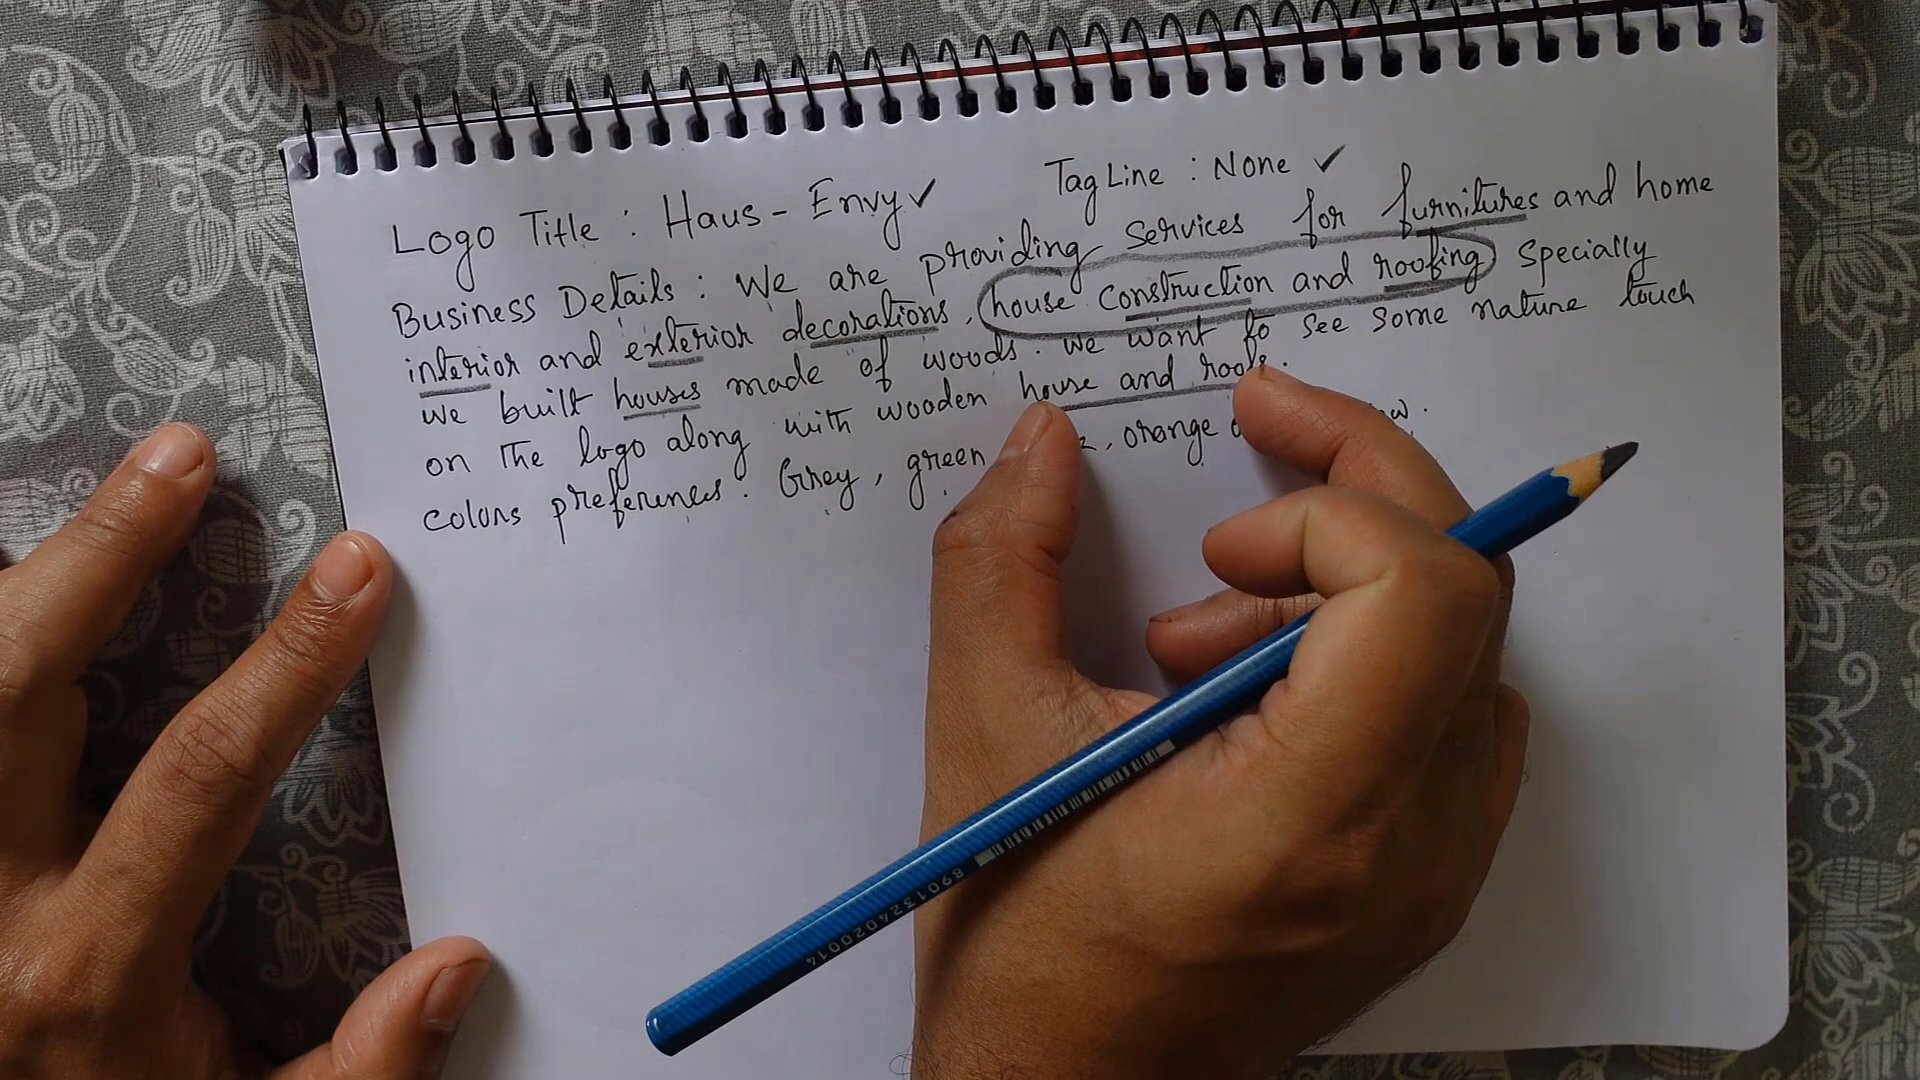 Logo Title : Haus - Envy ✓ Tag Line : None ✓
Business Details : We are providing services for furnitures and home
interior and exterior decorations, house construction and roofing specially
we built houses made of woods. we want to see some nature touch
on the logo along with wooden house and roofs.
colors preferences. Grey, green , orange
8901324020014